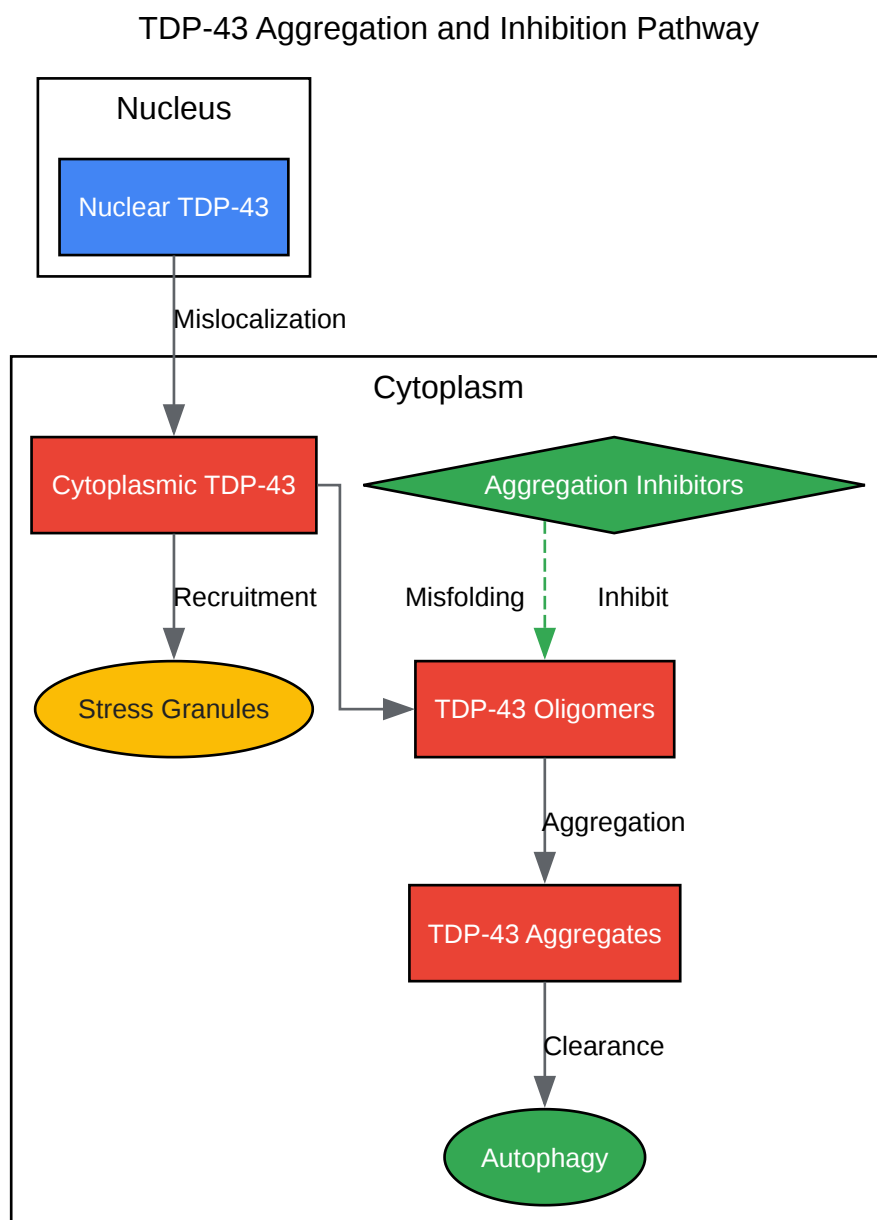 TDP-43 Aggregation and Inhibition Pathway
Nucleus
Nuclear TDP-43
Mislocalization
Cytoplasm
Cytoplasmic TDP-43
Aggregation Inhibitors
Recruitment
Misfolding
Inhibit
Stress Granules
TDP-43 Oligomers
Aggregation
TDP-43 Aggregates
Clearance
Autophagy